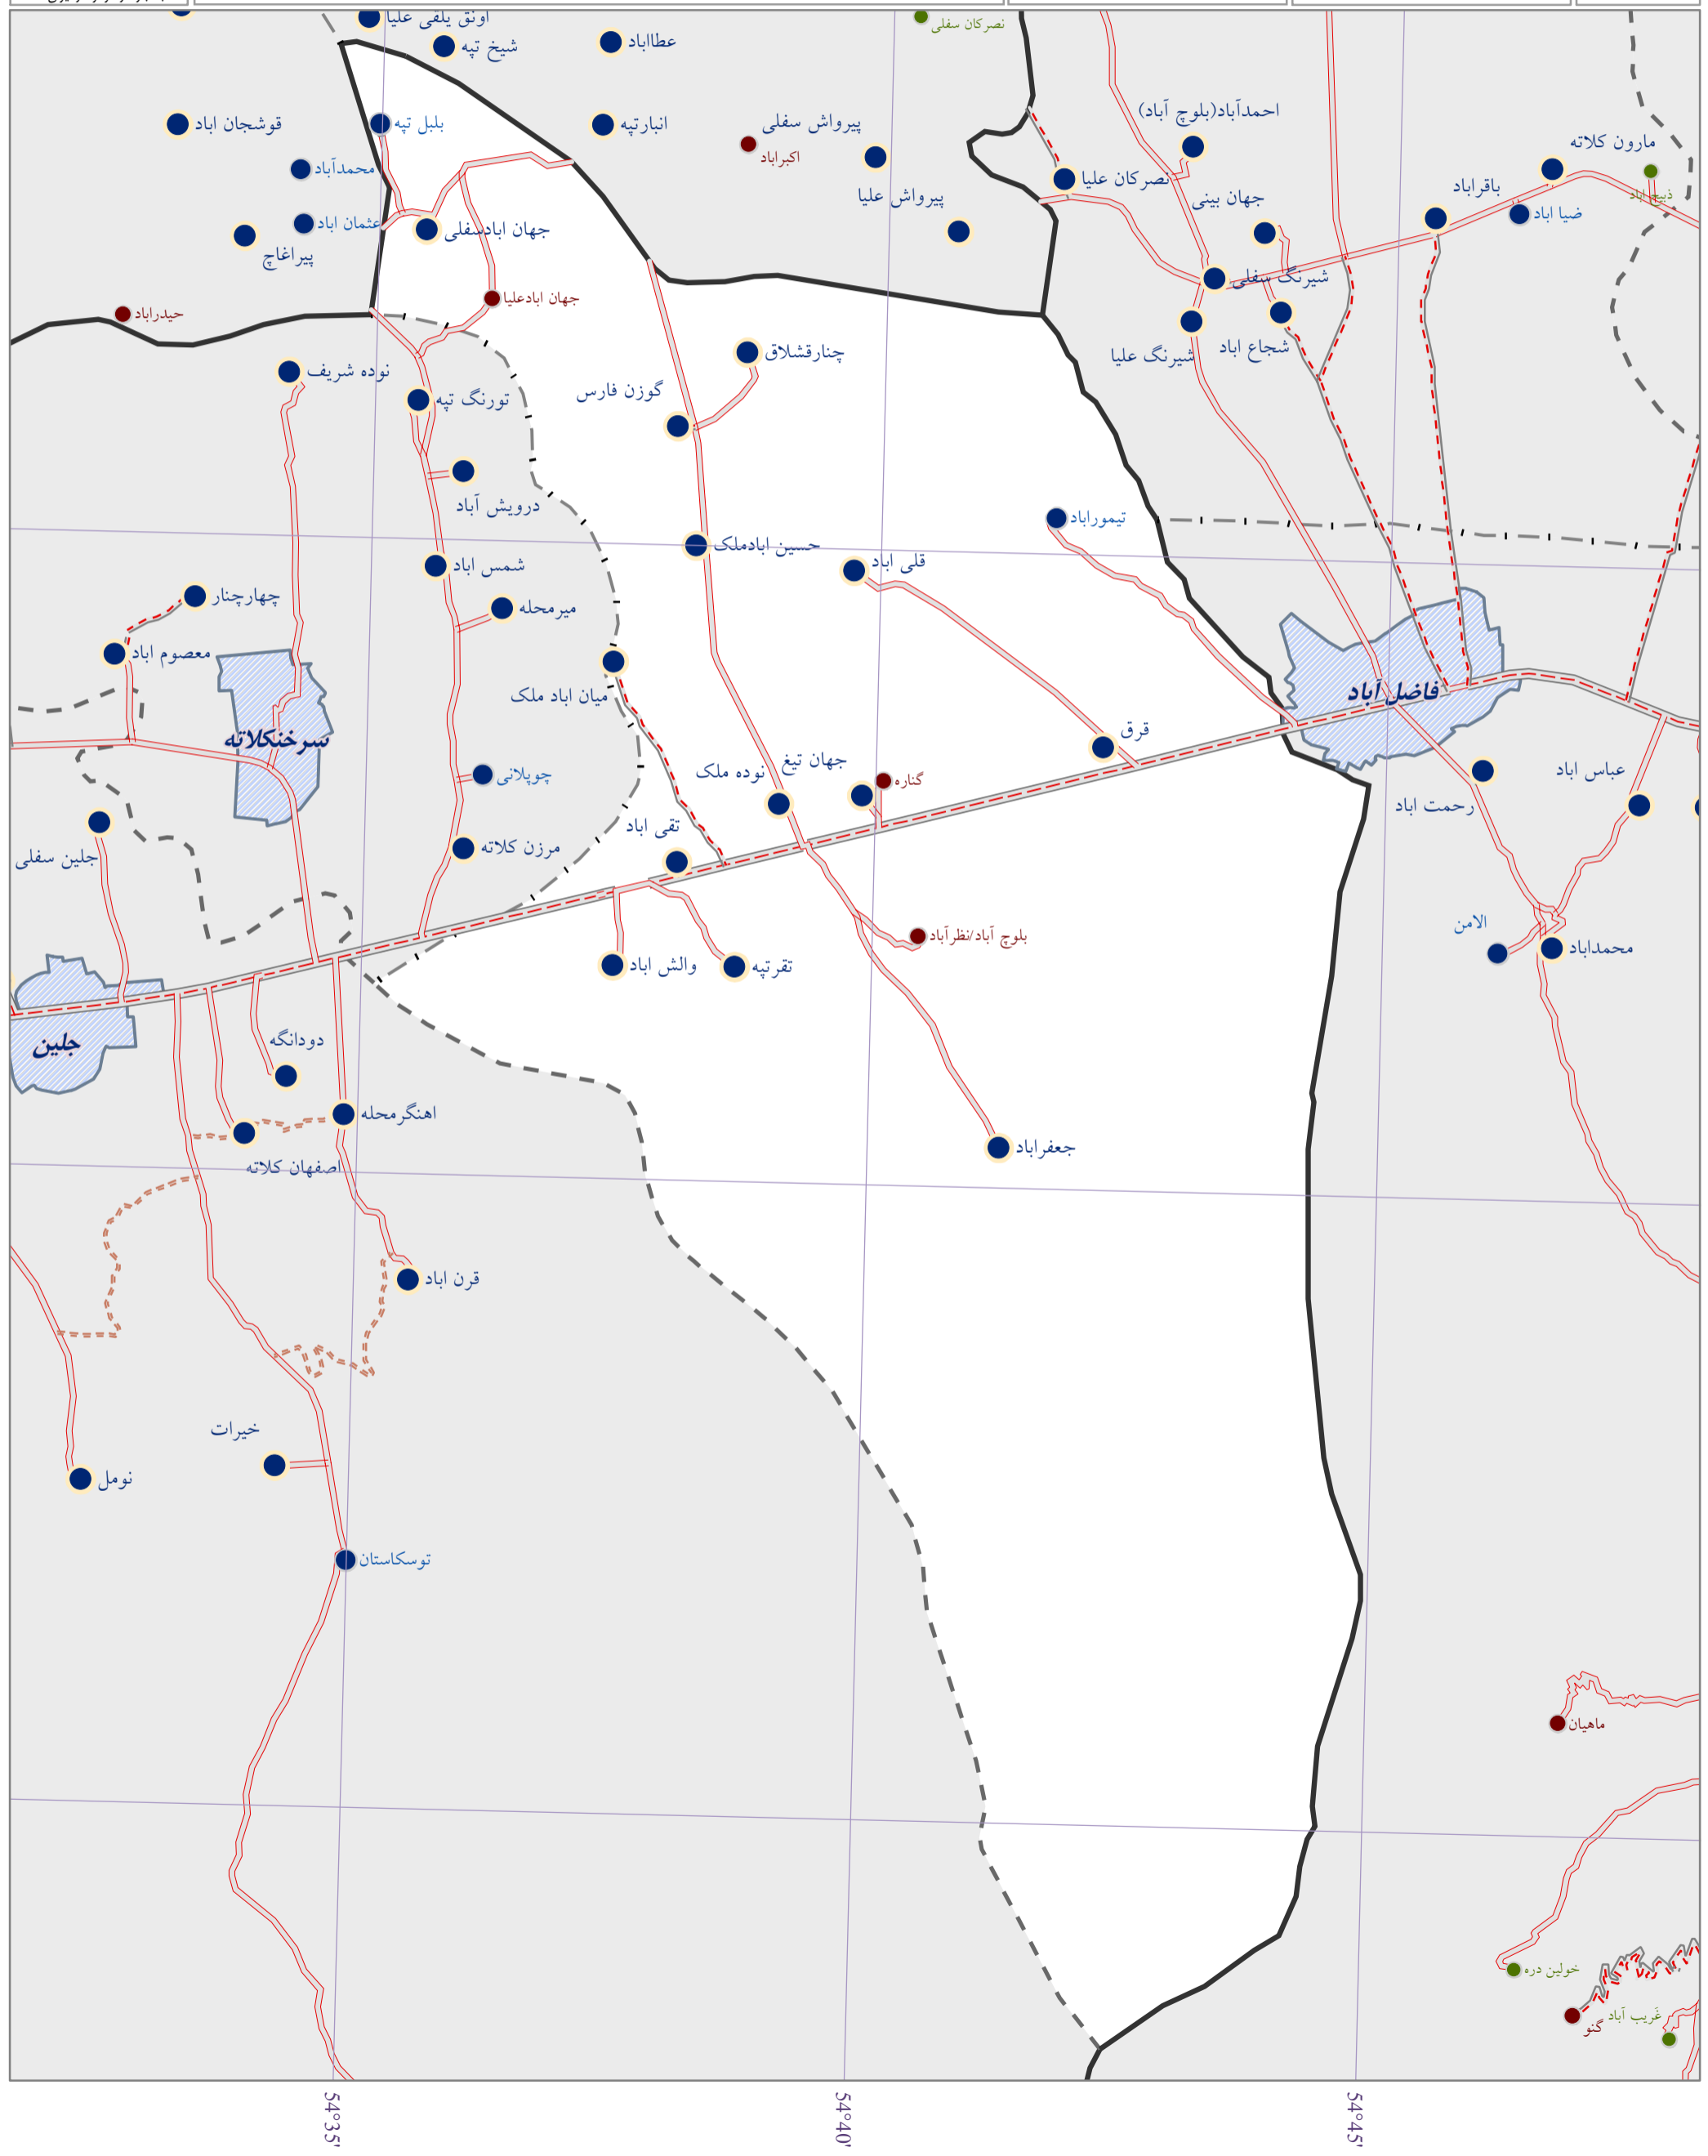 اونق یلقی علیا
شیخ تپه
عطااباد
نصرکان سفلی
قوشجان اباد
بلبل تپه
انبارتپه
پیرواش سفلی
اکبراباد
احمدآباد(بلوچ آباد)
مارون کلاته
محمدآباد
نصرکان علیا
باقراباد
ذبیح اباد
پیرواش علیا
جهان بینی
ضیا اباد
عثمان اباد
جهان ابادسفلی
پیراغاچ
شیرنگ سفلی
جهان ابادعلیا
حیدراباد
شیرنگ علیا
شجاع اباد
چنارقشلاق
نوده شریف
گوزن فارس
تورنگ تپه
درویش آباد
تیموراباد
حسین ابادملک
قلی اباد
شمس اباد
چهارچنار
میرمحله
معصوم اباد
میان اباد ملک
فاضل آباد
سرخنکلاته
قرق
جهان تیغ
نوده ملک
گناره
عباس اباد
چوپلانی
رحمت اباد
تقی اباد
مرزن کلاته
جلین سفلی
الامن
بلوچ آباد/نظرآباد
محمداباد
والش اباد
تقرتپه
جلین
دودانگه
اهنگرمحله
جعفراباد
اصفهان کلاته
قرن اباد
خیرات
نومل
توسکاستان
ماهیان
خولین دره
غریب آباد
گنو
54°35'
54°40'
54°45'